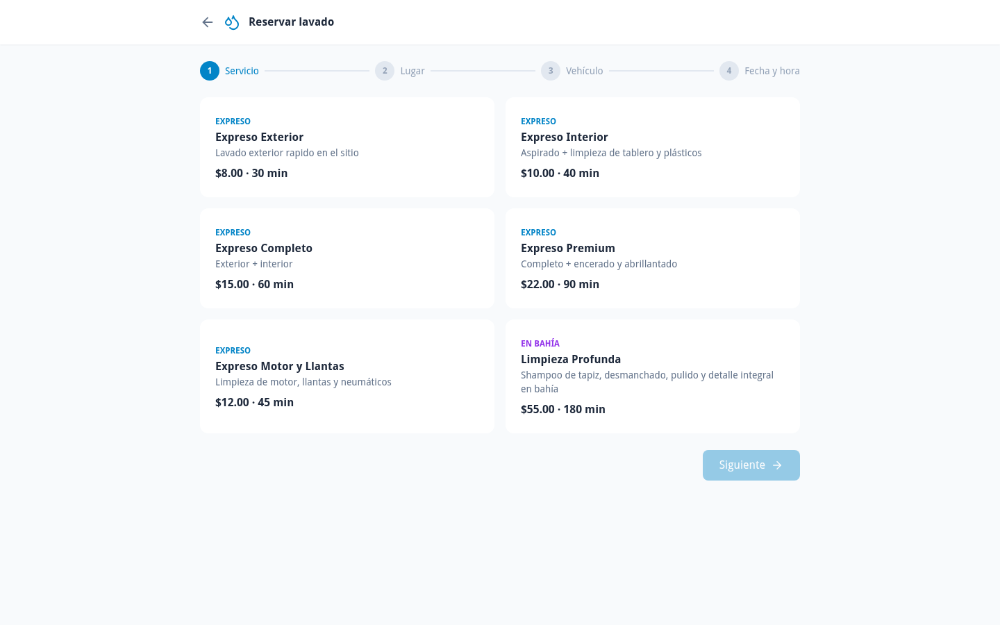 Reservar lavado
1 Servicio
2 Lugar
3 Vehículo
4 Fecha y hora
EXPRESO
Expreso Exterior
Lavado exterior rapido en el sitio
$8.00 · 30 min
EXPRESO
Expreso Interior
Aspirado + limpieza de tablero y plásticos
$10.00 · 40 min
EXPRESO
Expreso Completo
Exterior + interior
$15.00 · 60 min
EXPRESO
Expreso Premium
Completo + encerado y abrillantado
$22.00 · 90 min
EXPRESO
Expreso Motor y Llantas
Limpieza de motor, llantas y neumáticos
$12.00 · 45 min
EN BAHÍA
Limpieza Profunda
Shampoo de tapiz, desmanchado, pulido y detalle integral
en bahía
$55.00 · 180 min
Siguiente